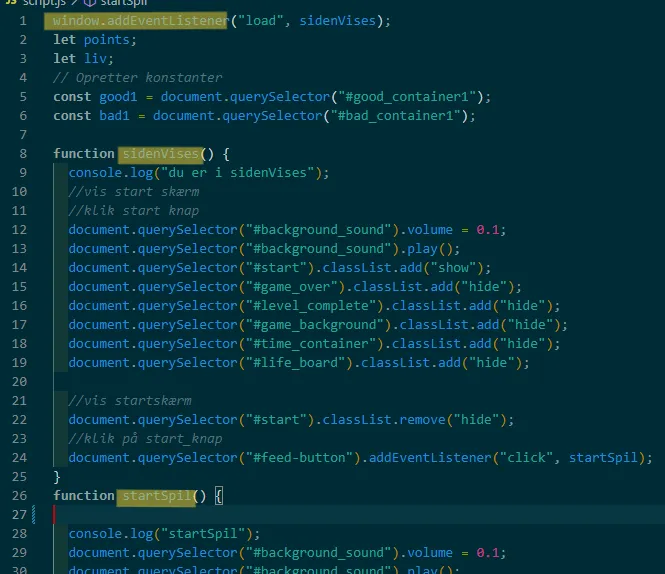 script.js > startSpil
1 window.addEventListener("load", sidenVises);
2 let points;
3 let liv;
4 // Opretter konstanter
5 const good1 = document.querySelector("#good_container1");
6 const bad1 = document.querySelector("#bad_container1");
7
8 function sidenVises() {
9 console.log("du er i sidenVises");
10 //vis start skærm
11 //klik start knap
12 document.querySelector("#background_sound").volume = 0.1;
13 document.querySelector("#background_sound").play();
14 document.querySelector("#start").classList.add("show");
15 document.querySelector("#game_over").classList.add("hide");
16 document.querySelector("#level_complete").classList.add("hide");
17 document.querySelector("#game_background").classList.add("hide");
18 document.querySelector("#time_container").classList.add("hide");
19 document.querySelector("#life_board").classList.add("hide");
20
21 //vis startskærm
22 document.querySelector("#start").classList.remove("hide");
23 //klik på start_knap
24 document.querySelector("#feed-button").addEventListener("click", startSpil);
25 }
26 function startSpil() {
27
28 console.log("startSpil");
29 document.querySelector("#background_sound").volume = 0.1;
30 document.querySelector("#background_sound").play();